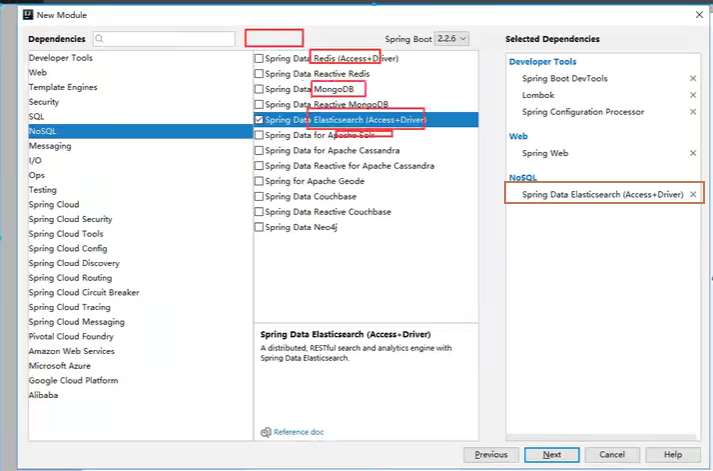 New Module
Dependencies
Spring Boot 2.2.6
Selected Dependencies
Developer Tools
Web
Template Engines
Security
SQL
NoSQL
Messaging
I/O
Ops
Testing
Spring Cloud
Spring Cloud Security
Spring Cloud Tools
Spring Cloud Config
Spring Cloud Discovery
Spring Cloud Routing
Spring Cloud Circuit Breaker
Spring Cloud Tracing
Spring Cloud Messaging
Pivotal Cloud Foundry
Amazon Web Services
Microsoft Azure
Google Cloud Platform
Alibaba
Spring Data Redis (Access+Driver)
Spring Data Reactive Redis
Spring Data MongoDB
Spring Data Reactive MongoDB
Spring Data Elasticsearch (Access+Driver)
Spring Data for Apache Solr
Spring Data for Apache Cassandra
Spring Data Reactive for Apache Cassandra
Spring for Apache Geode
Spring Data Couchbase
Spring Data Reactive Couchbase
Spring Data Neo4j
Spring Data Elasticsearch (Access+Driver)
A distributed, RESTful search and analytics engine with
Spring Data Elasticsearch.
Reference doc
Developer Tools
Spring Boot DevTools
Lombok
Spring Configuration Processor
Web
Spring Web
NoSQL
Spring Data Elasticsearch (Access+Driver)
Previous
Next
Cancel
Help